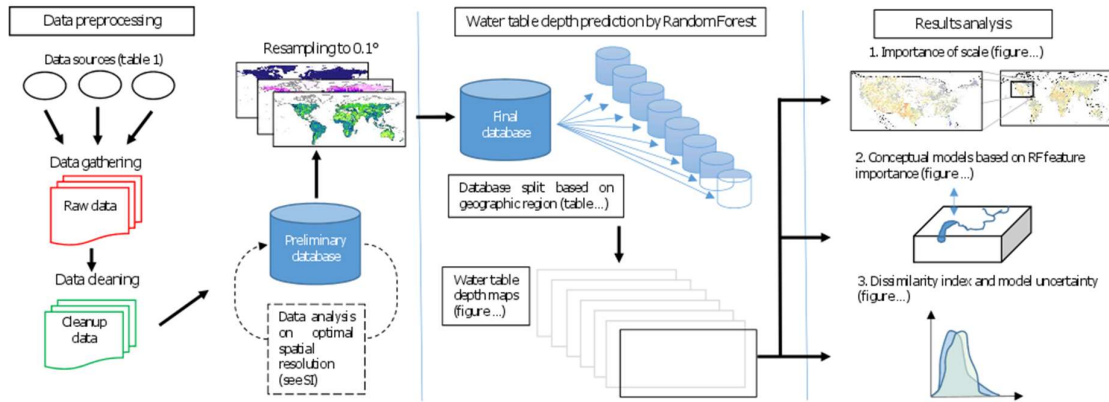 Data preprocessing
Data sources (table 1)
Data gathering
Raw data
Data cleaning
Cleanup
data
Resampling to 0.1°
Preliminary
database
Data analysis
on optimal
spatial
resolution
(see SI)
Water table depth prediction by Random Forest
Final
database
Database split based on
geographic region (table...)
Water table
depth maps
(figure ...)
Results analysis
1. Importance of scale (figure ...)
2. Conceptual models based on RF feature
importance (figure ...)
3. Dissimilarity index and model uncertainty
(figure ...)